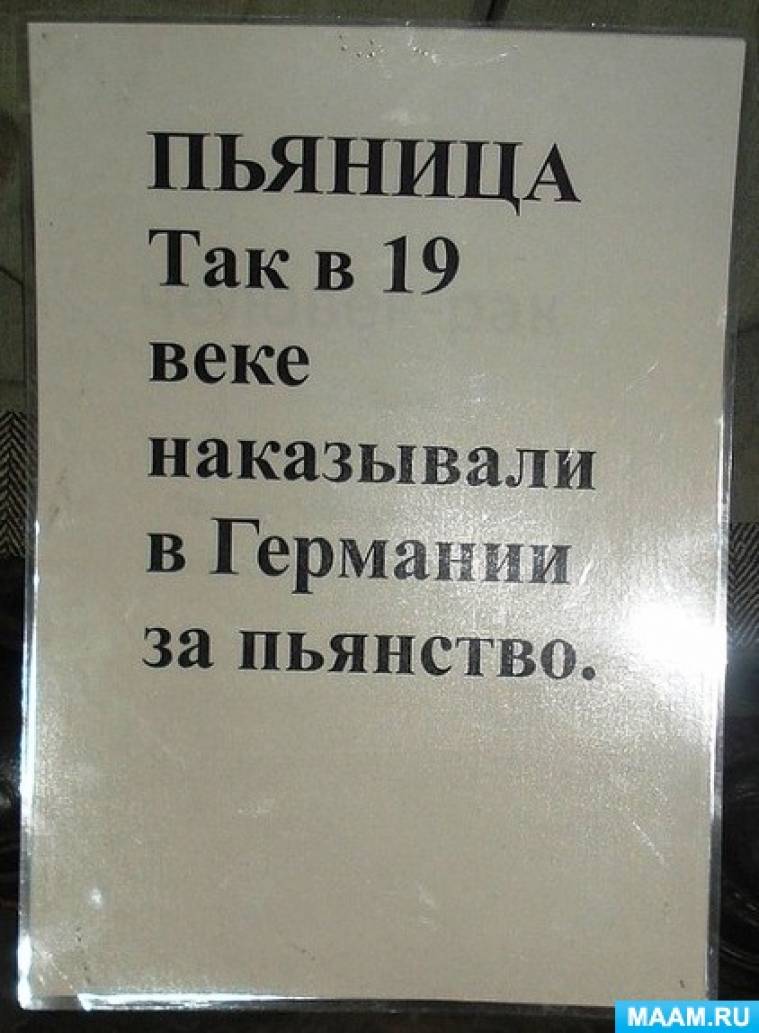 ПЬЯНИЦА
Так в 19
веке
наказывали
в Германии
за пьянство.
MAAM.RU